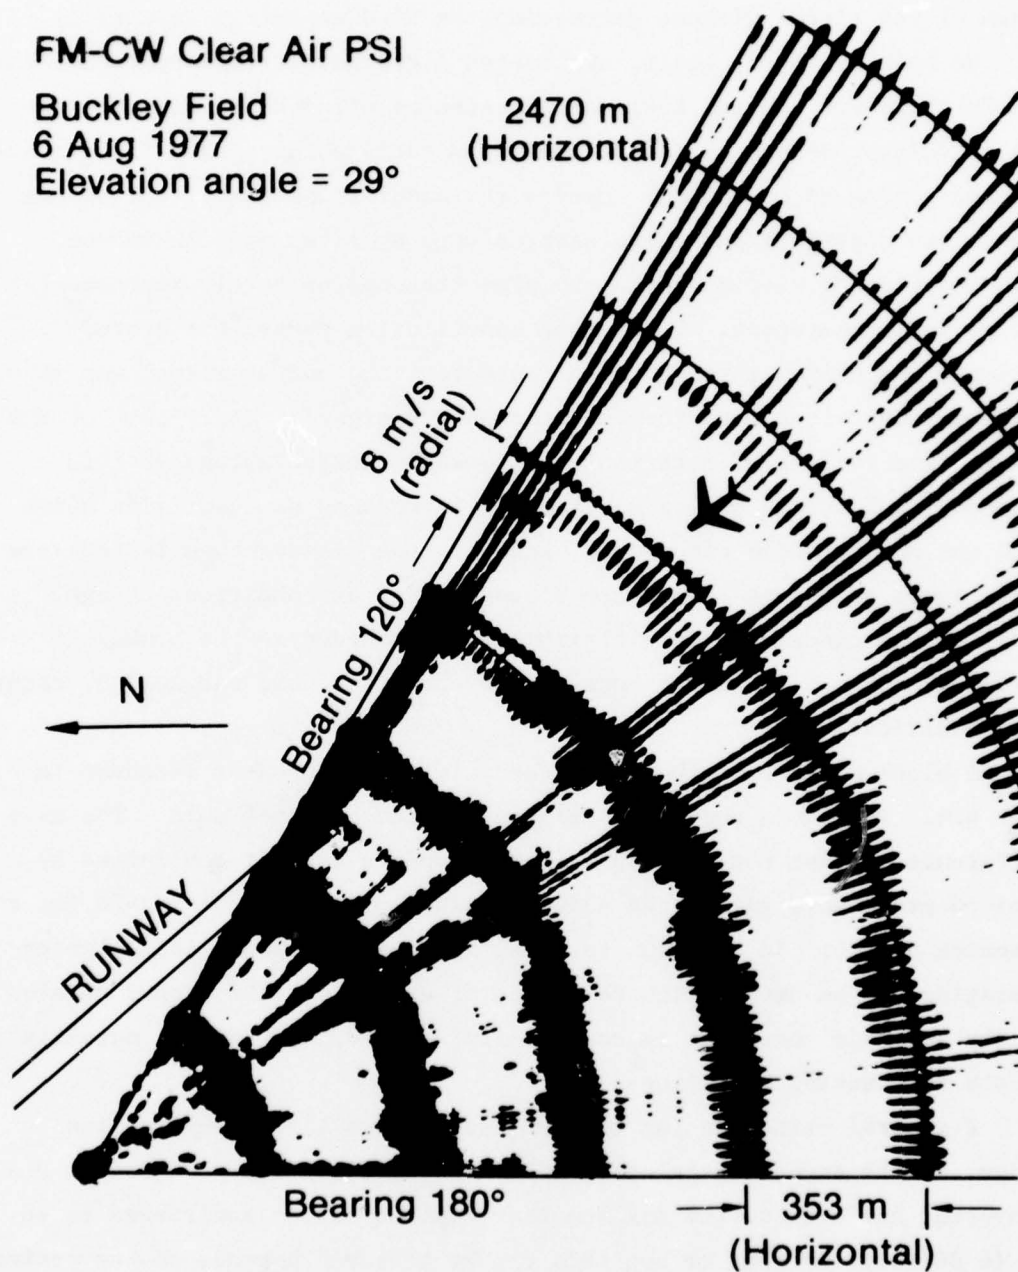 FM-CW Clear Air PSI
Buckley Field
6 Aug 1977
Elevation angle = 29°
2470 m
(Horizontal)
8 m/s
(radial)
Bearing 120°
N
RUNWAY
Bearing 180°
353 m
(Horizontal)